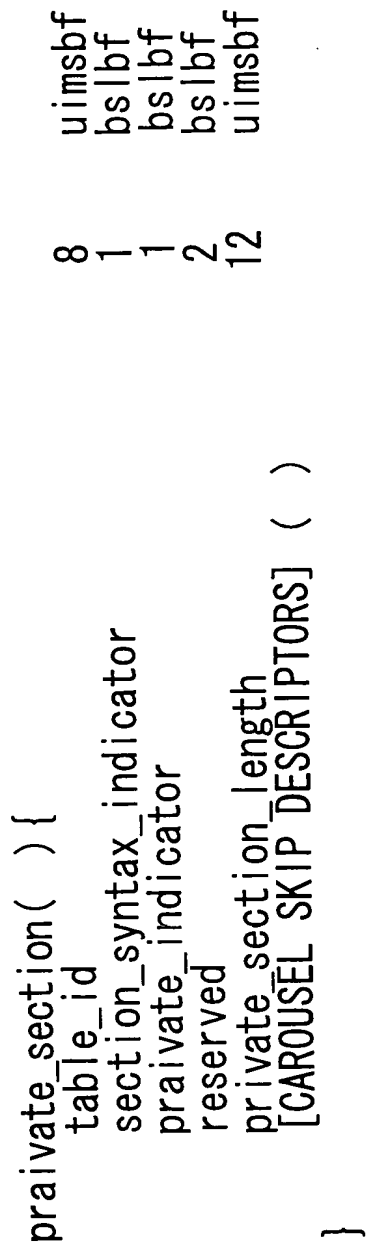 praivate_section( ) {
table_id 8 uimsbf
section_syntax_indicator 1 bslbf
praivate_indicator 1 bslbf
reserved 2 bslbf
private_section_length 12 uimsbf
[CAROUSEL SKIP DESCRIPTORS] ( )
}